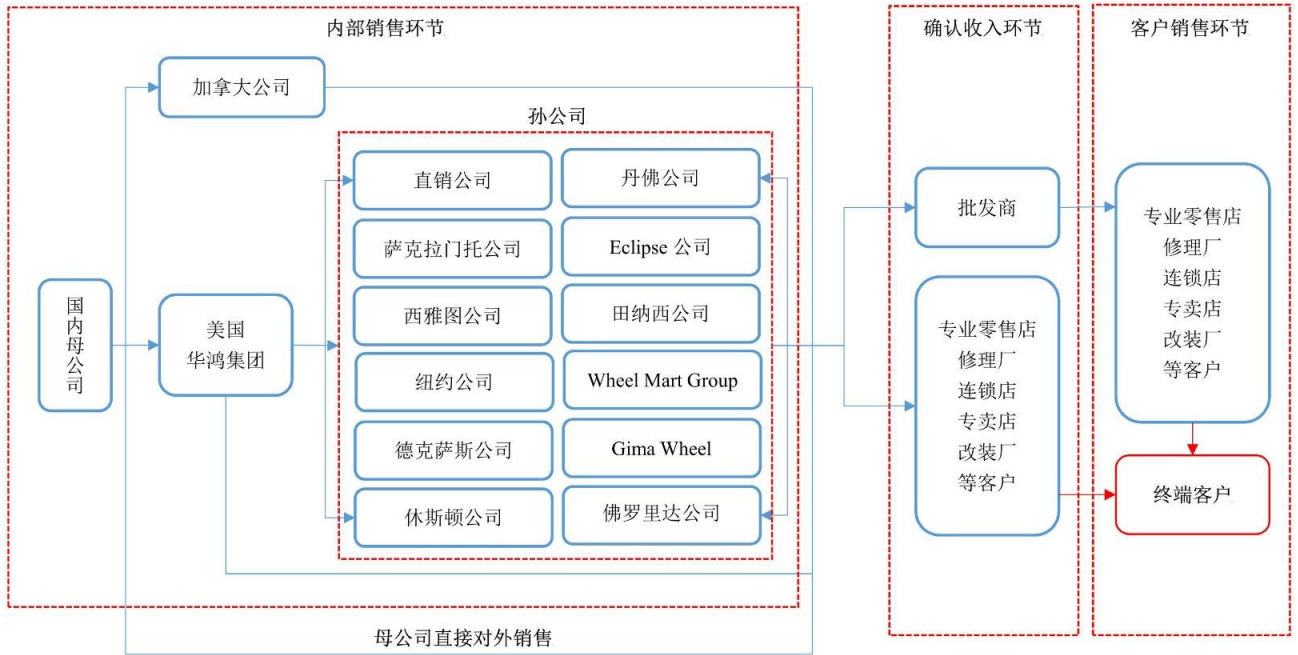 内部销售环节
确认收入环节
客户销售环节
加拿大公司
孙公司
直销公司
丹佛公司
萨克拉门托公司
Eclipse 公司
西雅图公司
田纳西公司
纽约公司
Wheel Mart Group
德克萨斯公司
Gima Wheel
休斯顿公司
佛罗里达公司
国内母公司
美国
华鸿集团
批发商
专业零售店
修理厂
连锁店
专卖店
改装厂
等客户
专业零售店
修理厂
连锁店
专卖店
改装厂
等客户
终端客户
母公司直接对外销售